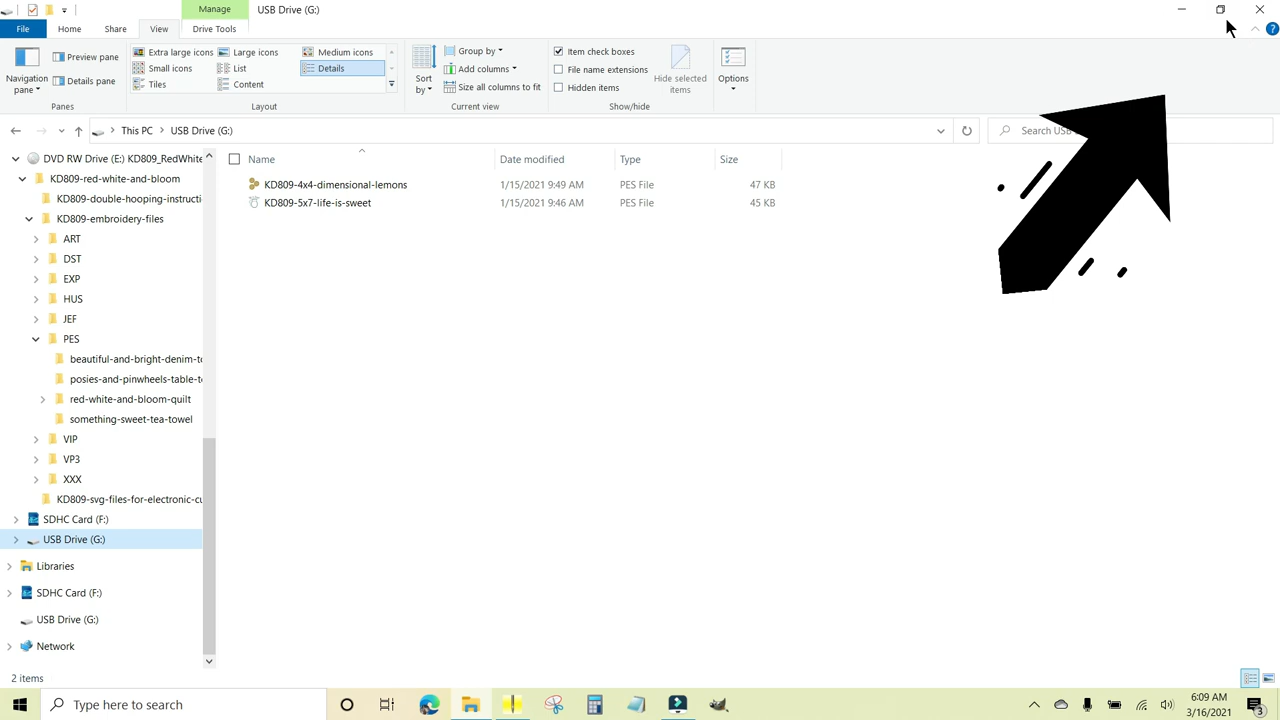 Manage
USB Drive (G:)
File
Home
Share
View
Drive Tools
Navigation
pane
Preview pane
Details pane
Panes
Extra large icons
Large icons
Medium icons
Small icons
List
Details
Tiles
Content
Layout
Sort
by
Group by
Add columns
Size all columns to fit
Current view
Item check boxes
File name extensions
Hidden items
Hide selected
items
Show/hide
Options
This PC > USB Drive (G:)
Search
Name
Date modified
Type
Size
KD809-4x4-dimensional-lemons 1/15/2021 9:49 AM PES File 47 KB
KD809-5x7-life-is-sweet 1/15/2021 9:46 AM PES File 45 KB
DVD RW Drive (E:) KD809_RedWhite
KD809-red-white-and-bloom
KD809-double-hooping-instructi
KD809-embroidery-files
ART
DST
EXP
HUS
JEF
PES
beautiful-and-bright-denim-to
posies-and-pinwheels-table-to
red-white-and-bloom-quilt
something-sweet-tea-towel
VIP
VP3
XXX
KD809-svg-files-for-electronic-cu
SDHC Card (F:)
USB Drive (G:)
Libraries
SDHC Card (F:)
USB Drive (G:)
Network
2 items
Type here to search
6:09 AM
3/16/2021
3